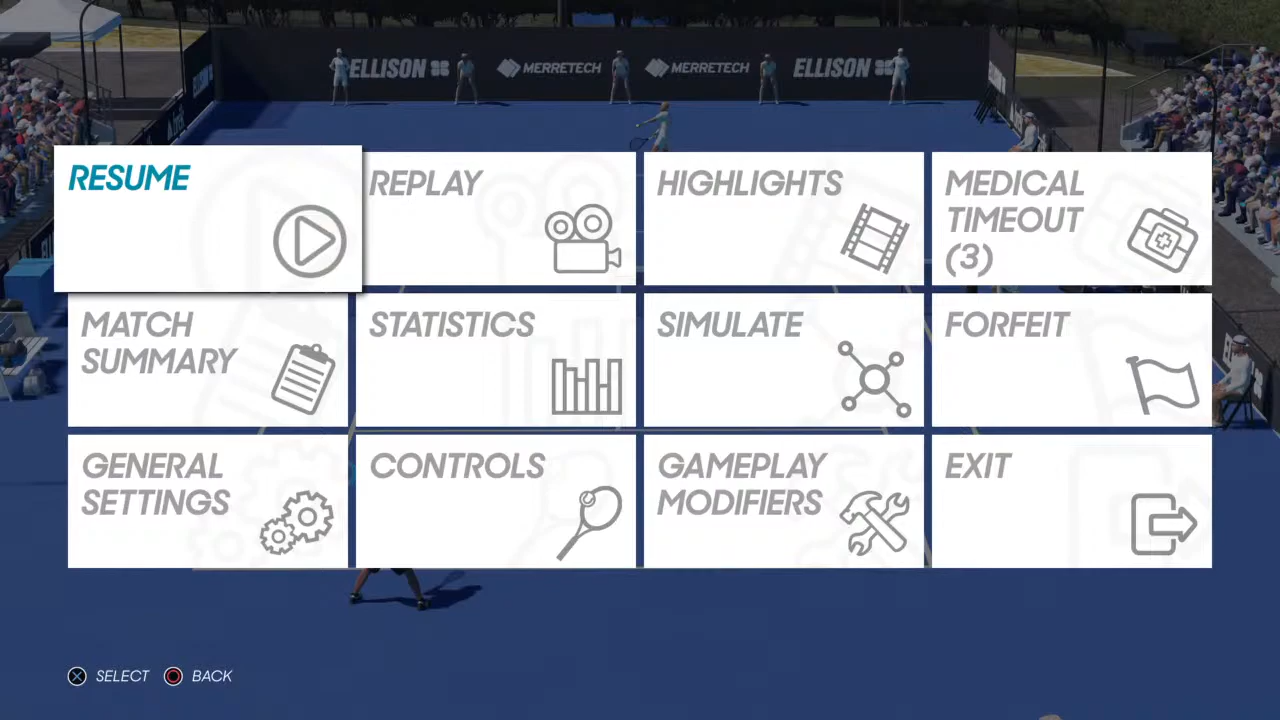 ELLISON
MERRETECH
MERRETECH
ELLISON
RESUME
REPLAY
HIGHLIGHTS
MEDICAL
TIMEOUT
(3)
MATCH
SUMMARY
STATISTICS
SIMULATE
FORFEIT
GENERAL
SETTINGS
CONTROLS
GAMEPLAY
MODIFIERS
EXIT
SELECT
BACK